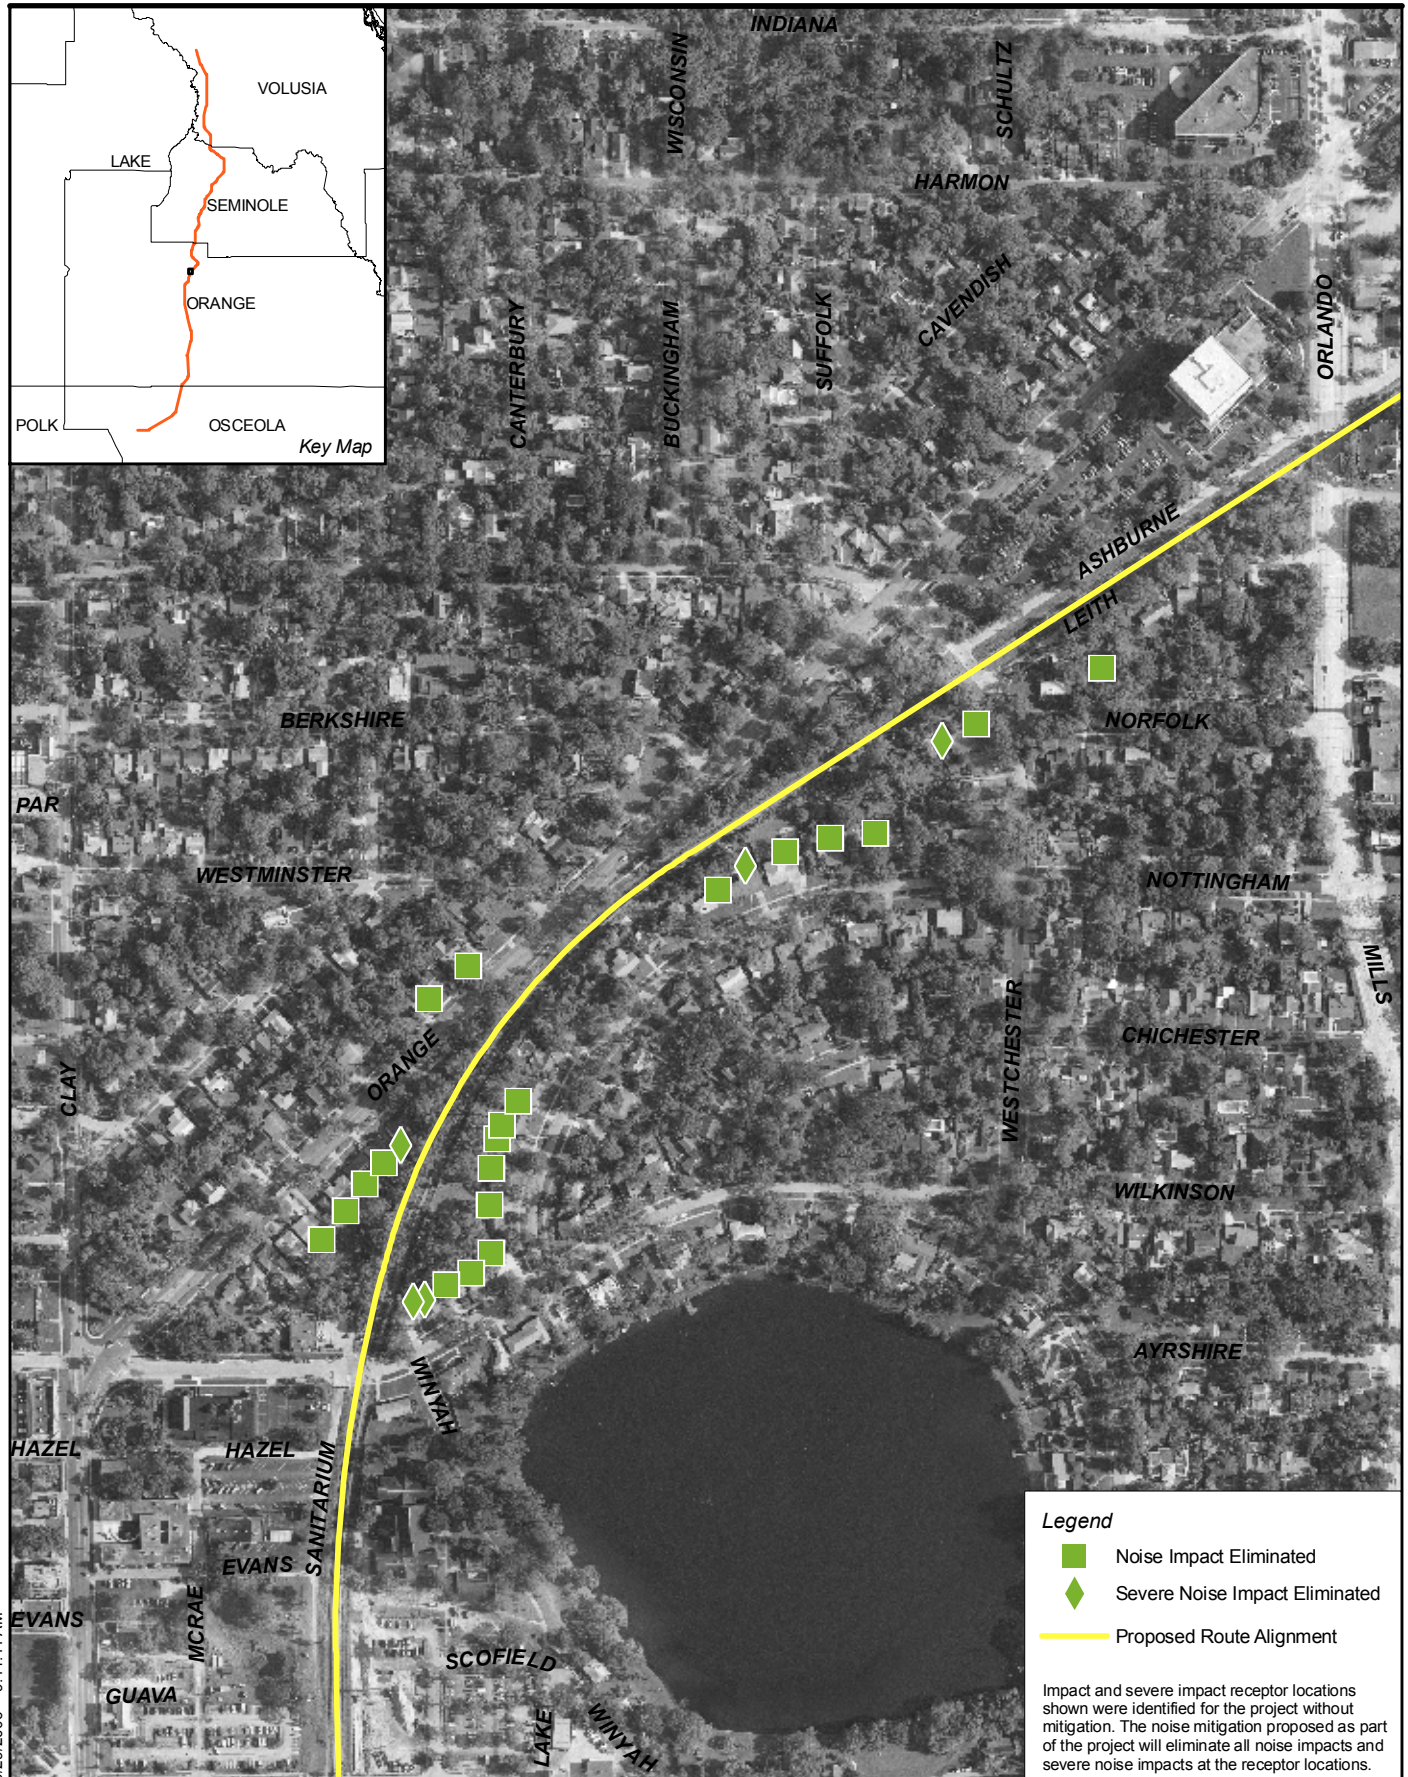 INDIANA
WISCONSIN
SCHULTZ
HARMON
VOLUSIA
LAKE
SEMINOLE
ORANGE
POLK
OSCEOLA
Key Map
CANTERBURY
BUCKINGHAM
SUFFOLK
CAVENDISH
ORLANDO
ASHBURNE
LEITH
BERKSHIRE
NORFOLK
PAR
WESTMINSTER
NOTTINGHAM
MILLS
ORANGE
CLAY
WESTCHESTER
CHICHESTER
WILKINSON
AYRSHIRE
WINYAH
HAZEL
HAZEL
SANITARIUM
EVANS
EVANS
MCRAE
GUAVA
SCOFIELD
LAKE
WINYAH
Legend
Noise Impact Eliminated
Severe Noise Impact Eliminated
Proposed Route Alignment
Impact and severe impact receptor locations
shown were identified for the project without
mitigation. The noise mitigation proposed as part
of the project will eliminate all noise impacts and
severe noise impacts at the receptor locations.